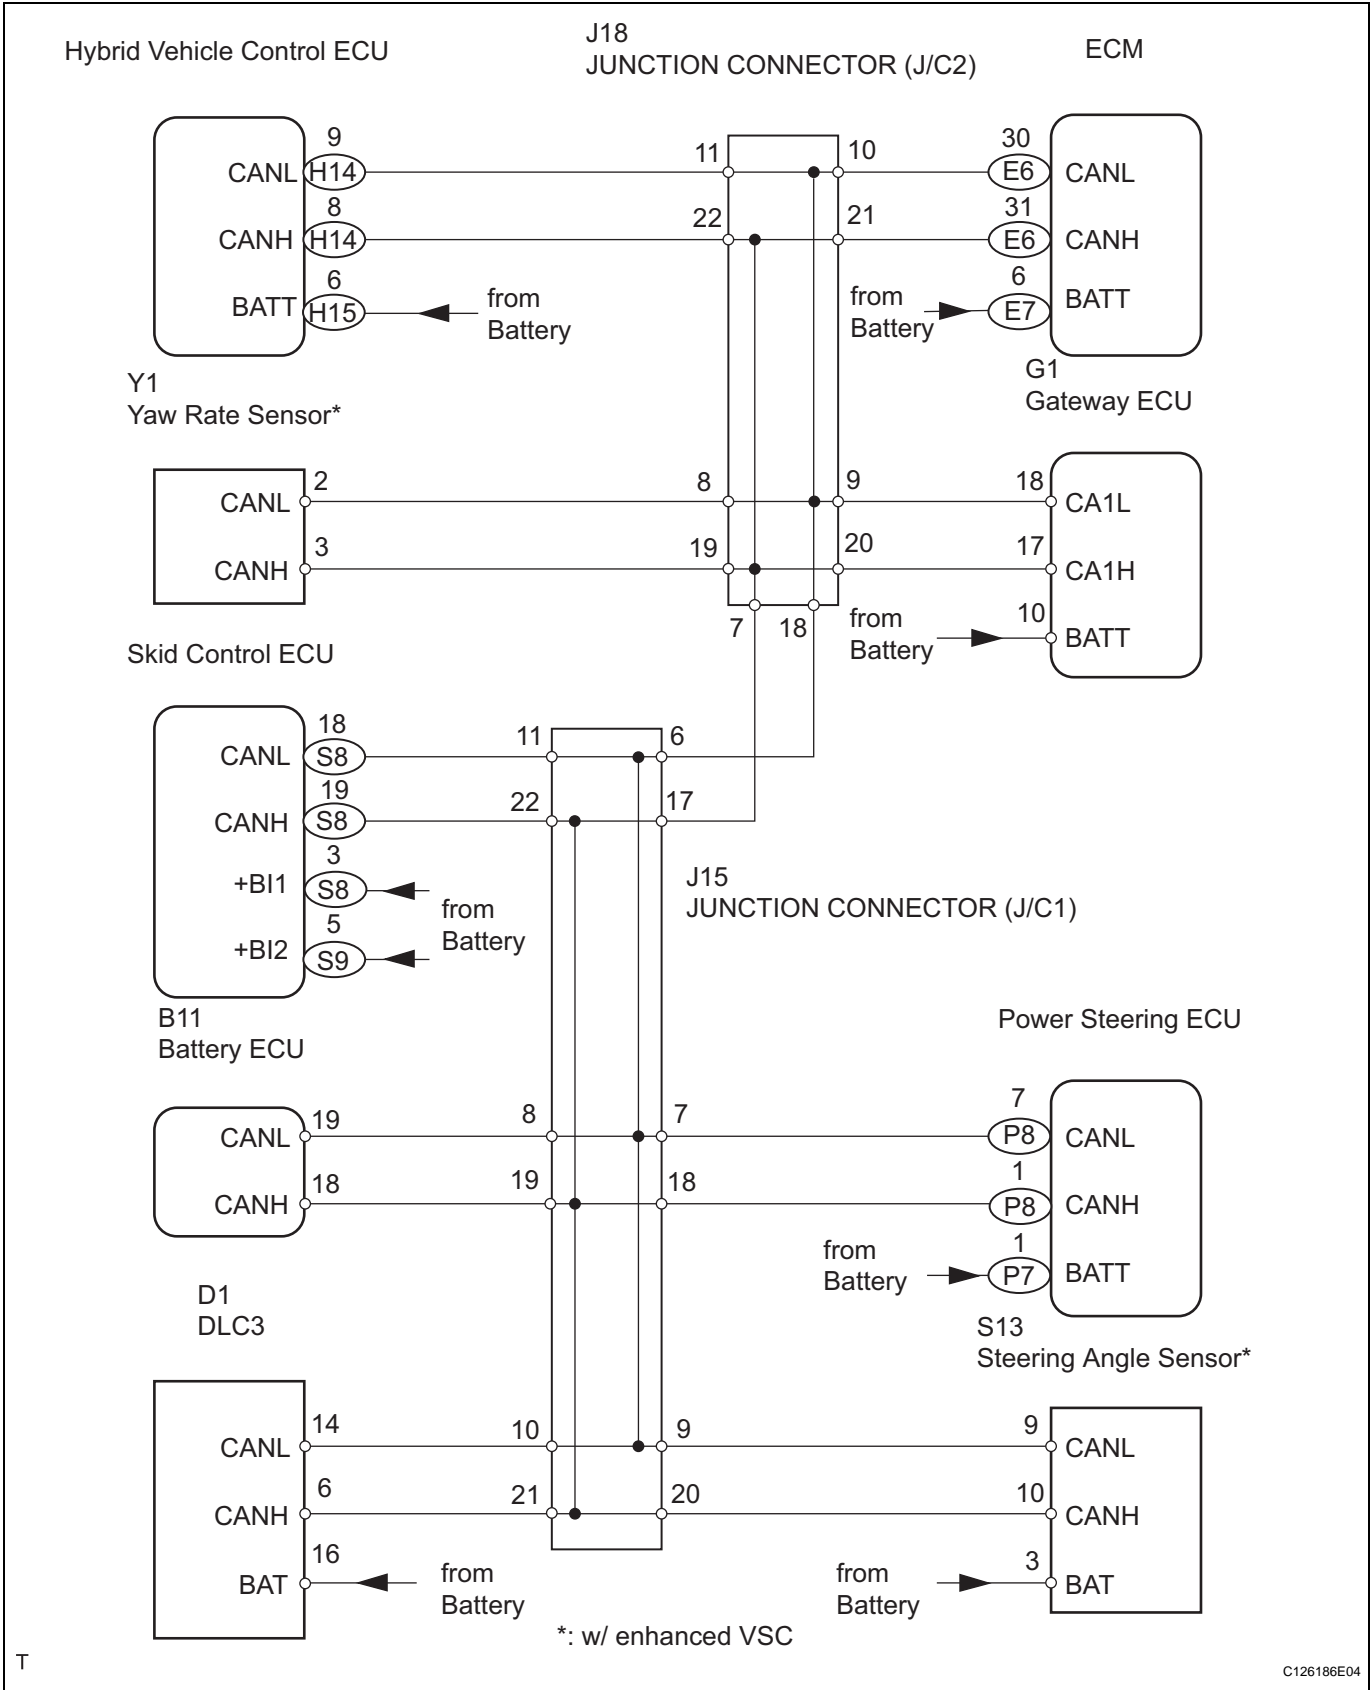 Hybrid Vehicle Control ECU
J18
JUNCTION CONNECTOR (J/C2)
ECM
9
CANL
H14
11
10
30
E6
CANL
8
CANH
H14
22
21
31
E6
CANH
6
BATT
H15
from
Battery
from
Battery
6
E7
BATT
Y1
Yaw Rate Sensor*
G1
Gateway ECU
CANL
2
8
9
18
CA1L
CANH
3
19
20
17
CA1H
7
18
from
Battery
10
BATT
Skid Control ECU
18
CANL
S8
11
6
19
CANH
S8
22
17
3
+BI1
S8
from
Battery
5
+BI2
S9
J15
JUNCTION CONNECTOR (J/C1)
B11
Battery ECU
Power Steering ECU
CANL
19
8
7
7
P8
CANL
CANH
18
19
18
1
P8
CANH
from
Battery
1
P7
BATT
D1
DLC3
S13
Steering Angle Sensor*
CANL
14
10
9
9
CANL
CANH
6
21
20
10
CANH
BAT
16
from
Battery
from
Battery
3
BAT
*: w/ enhanced VSC
T
C126186E04